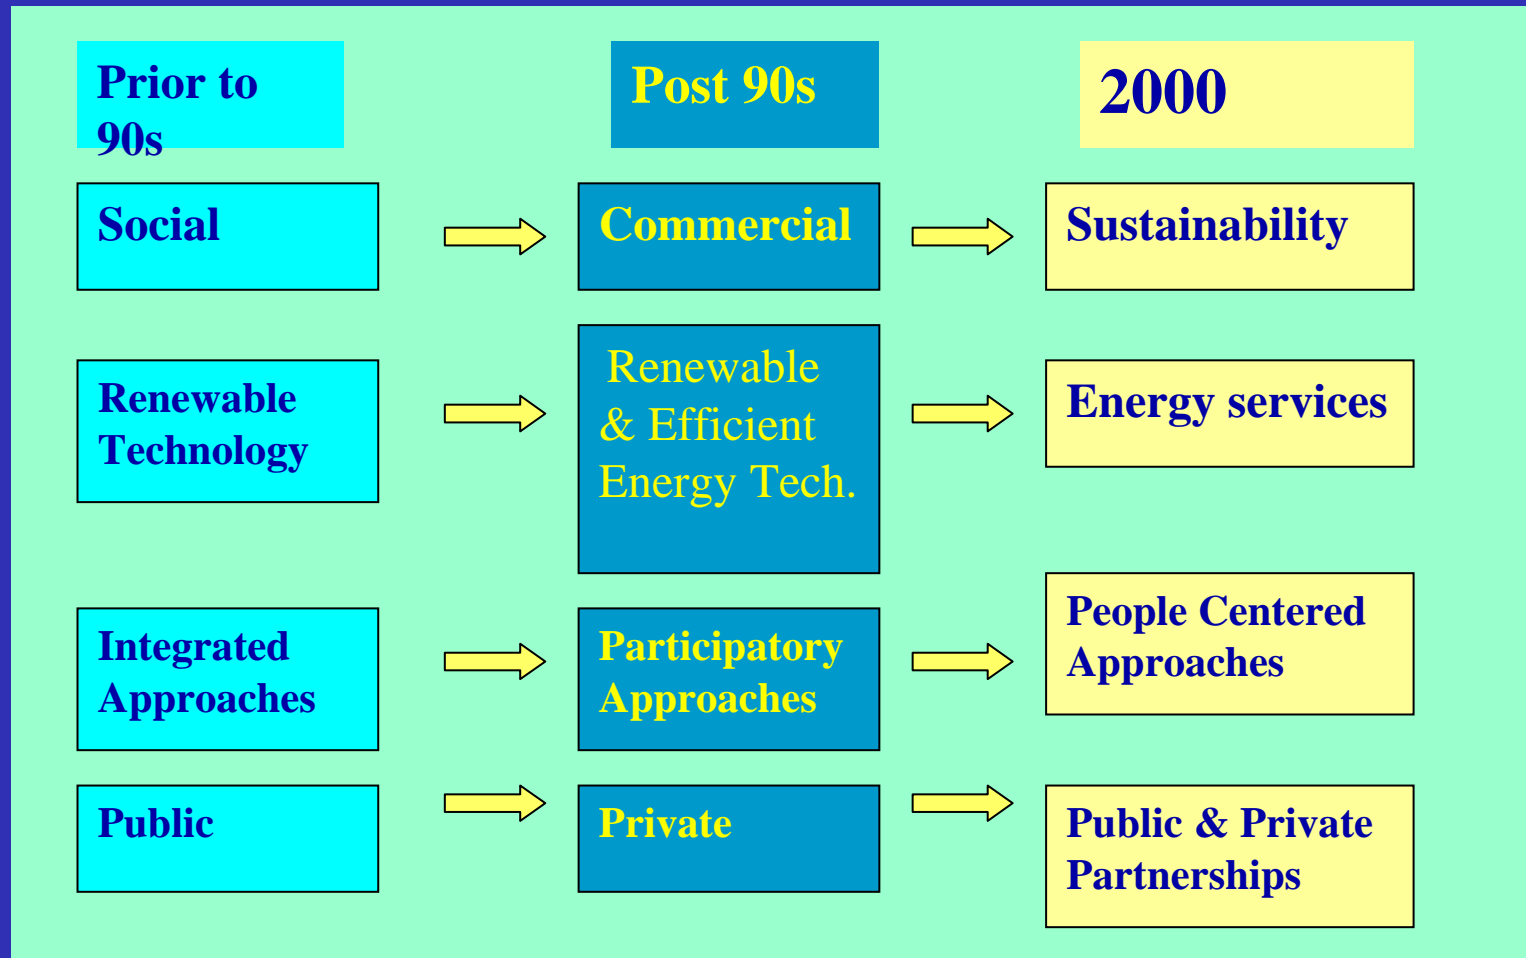 Prior to
90s
Post 90s
2000
Social
Commercial
Sustainability
Renewable
Technology
Renewable
& Efficient
Energy Tech.
Energy services
Integrated
Approaches
Participatory
Approaches
People Centered
Approaches
Public
Private
Public & Private
Partnerships